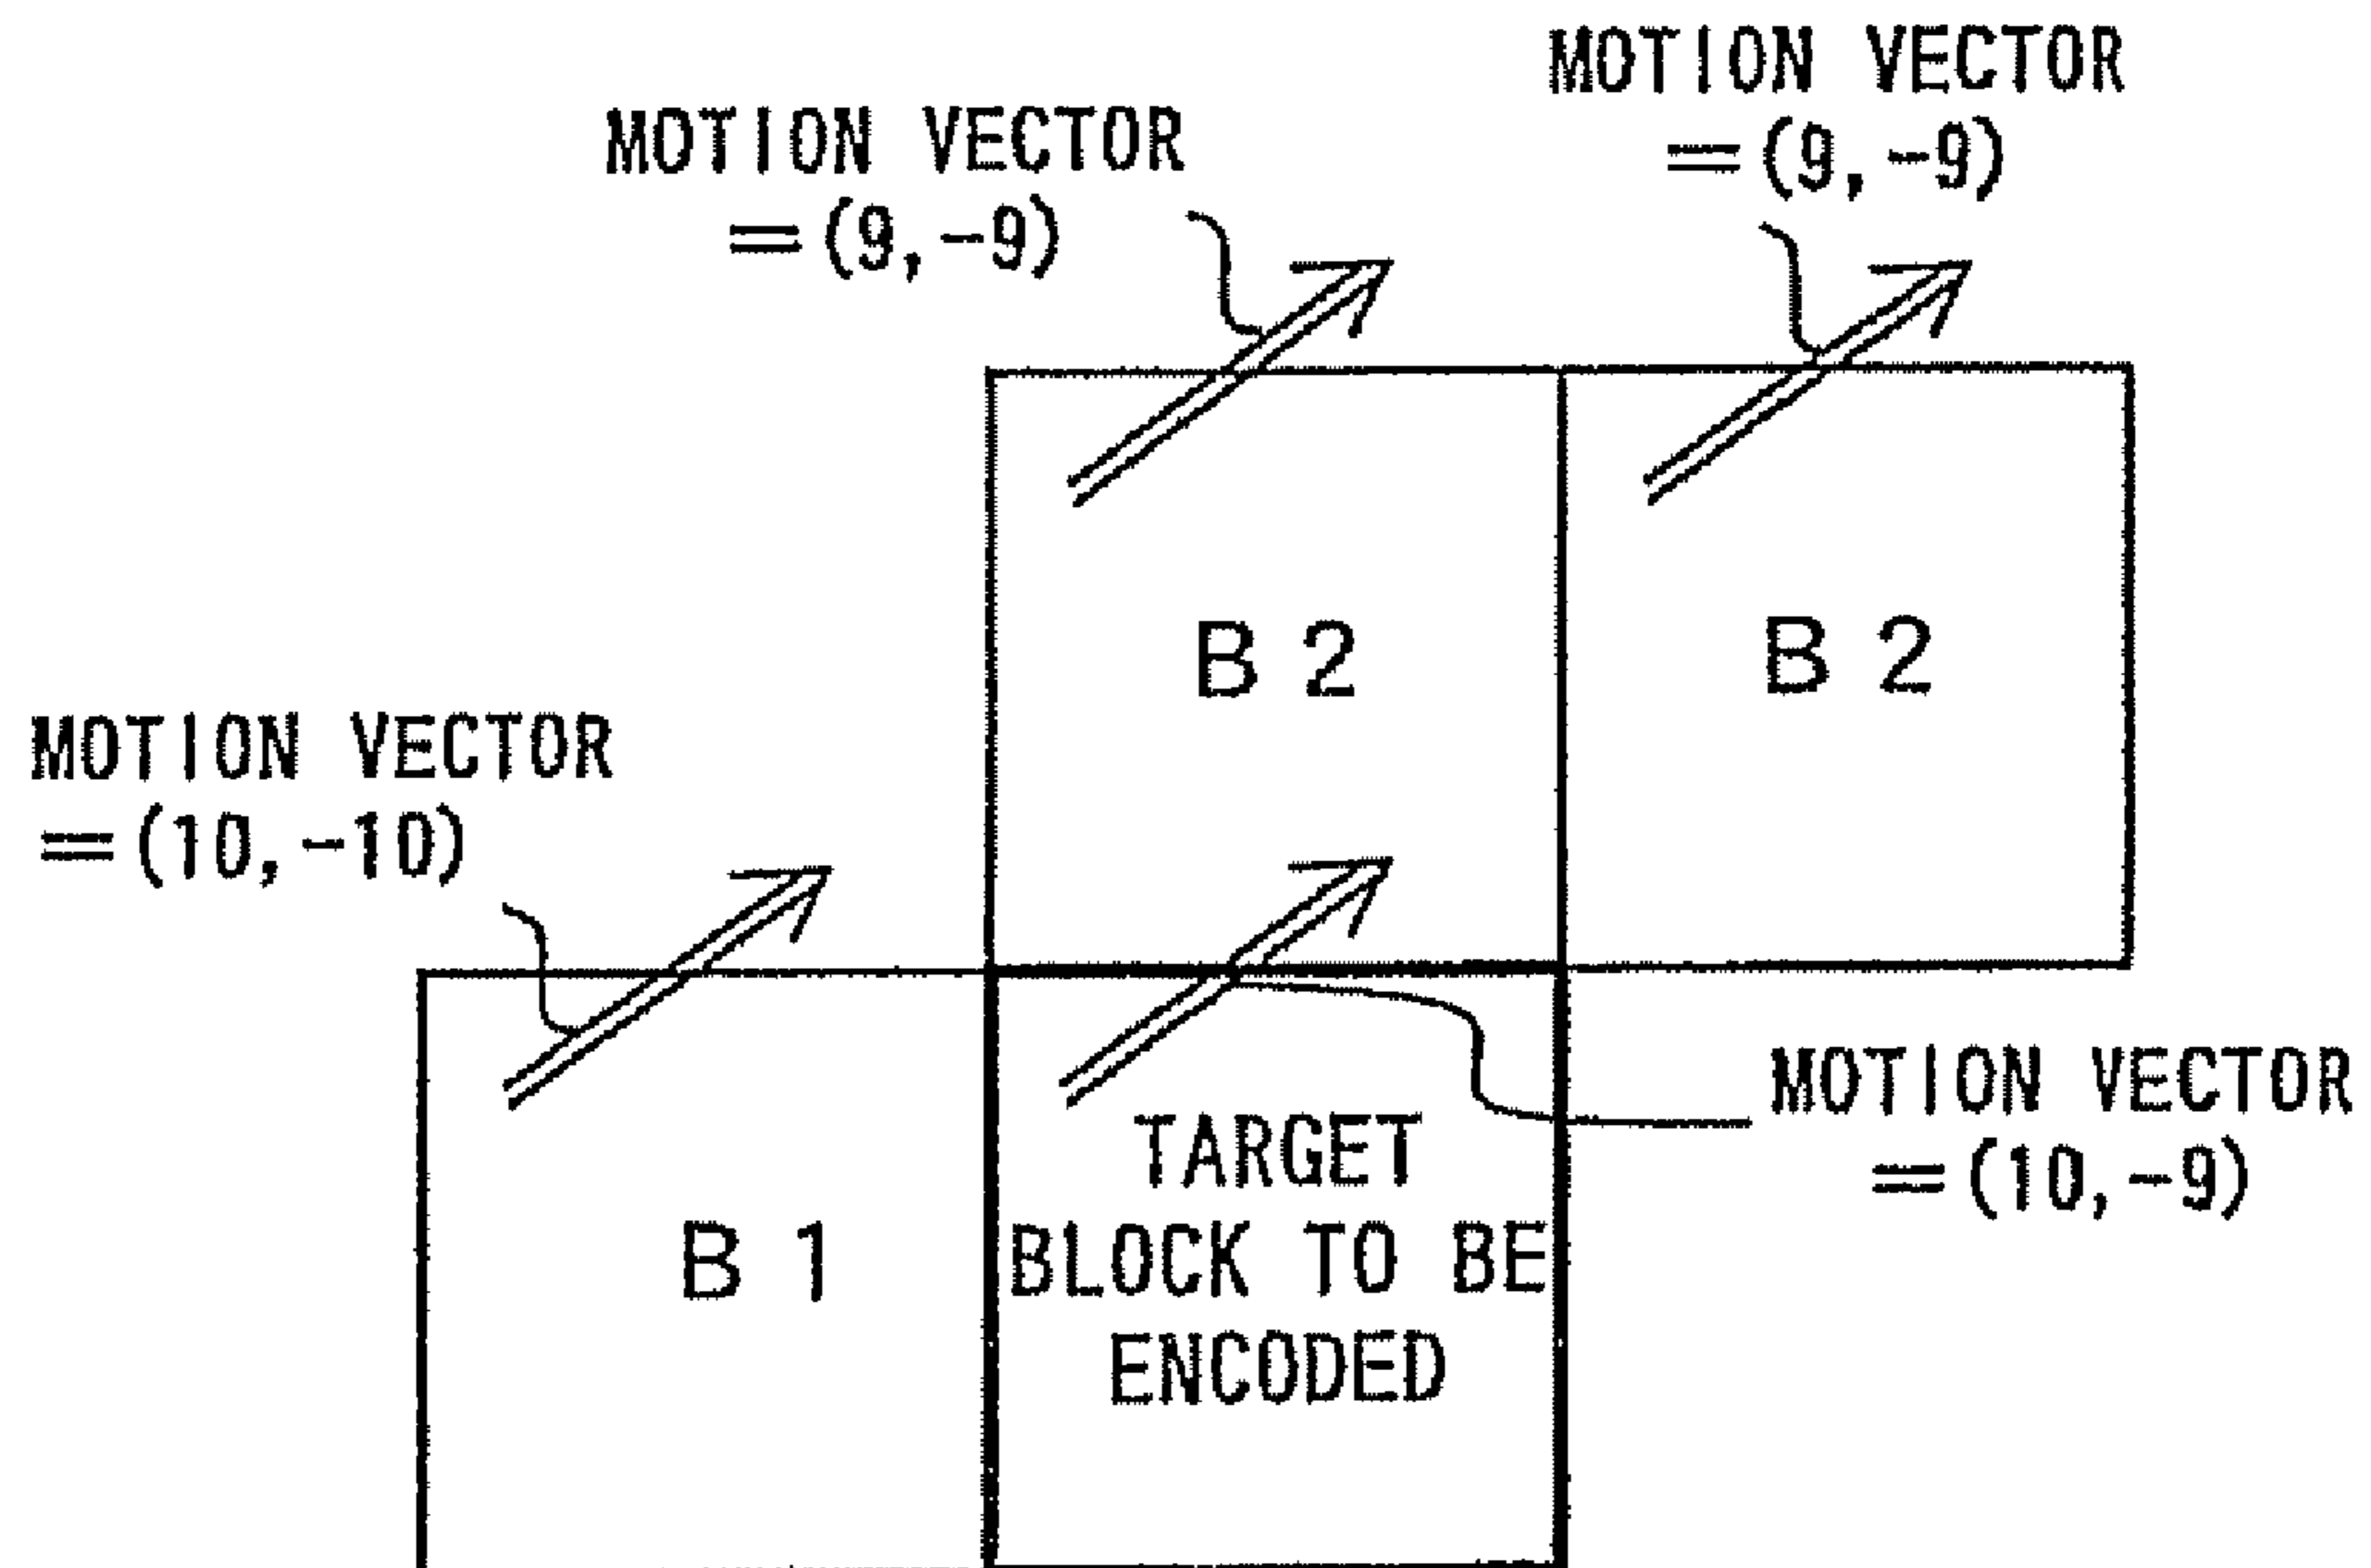 MOTION VECTOR
=(9,-9)
MOTION VECTOR
=(9,-9)
B 2
B 2
MOTION VECTOR
=(10,-10)
B 1
TARGET
BLOCK TO BE
ENCODED
MOTION VECTOR
=(10,-9)